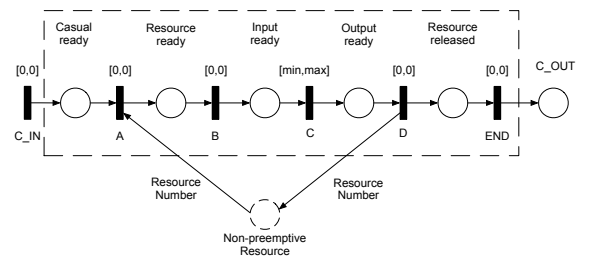 Casual
ready
Resource
ready
Input
ready
Output
ready
Resource
released
[0,0]
[0,0]
[0,0]
[min,max]
[0,0]
[0,0]
C_OUT
C_IN
A
B
C
D
END
Resource
Number
Resource
Number
Non-preemptive
Resource